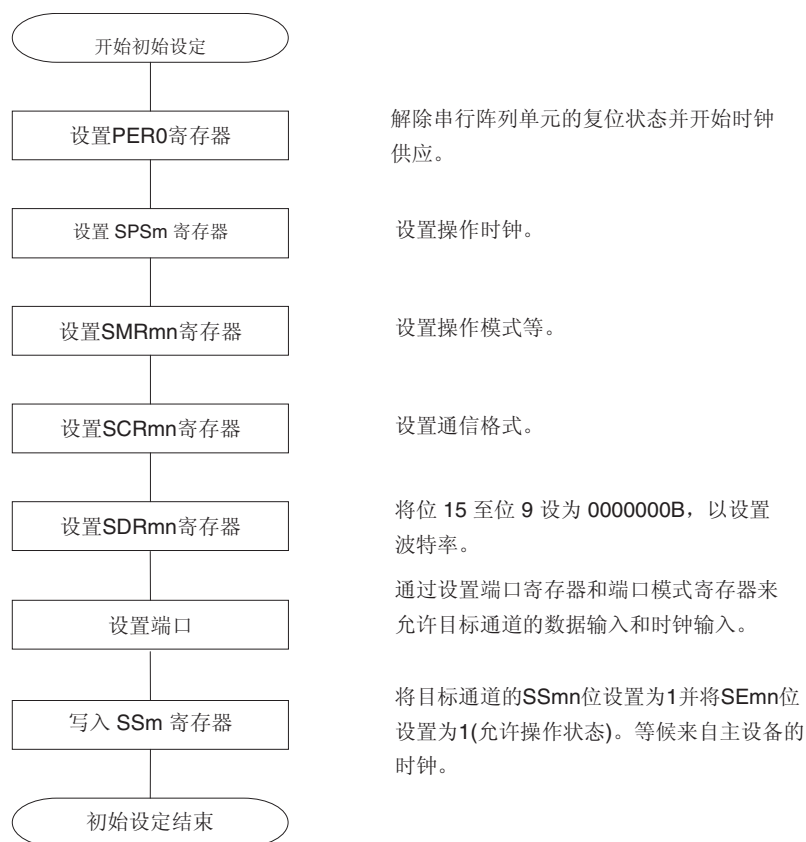 开始初始设定
设置PER0寄存器
解除串行阵列单元的复位状态并开始时钟
供应。
设置 SPSm 寄存器
设置操作时钟。
设置SMRmn寄存器
设置操作模式等。
设置SCRmn寄存器
设置通信格式。
设置SDRmn寄存器
将位 15 至位 9 设为 0000000B，以设置
波特率。
设置端口
通过设置端口寄存器和端口模式寄存器来
允许目标通道的数据输入和时钟输入。
写入 SSm 寄存器
将目标通道的SSmn位设置为1并将SEmn位
设置为1(允许操作状态)。等候来自主设备的
时钟。
初始设定结束